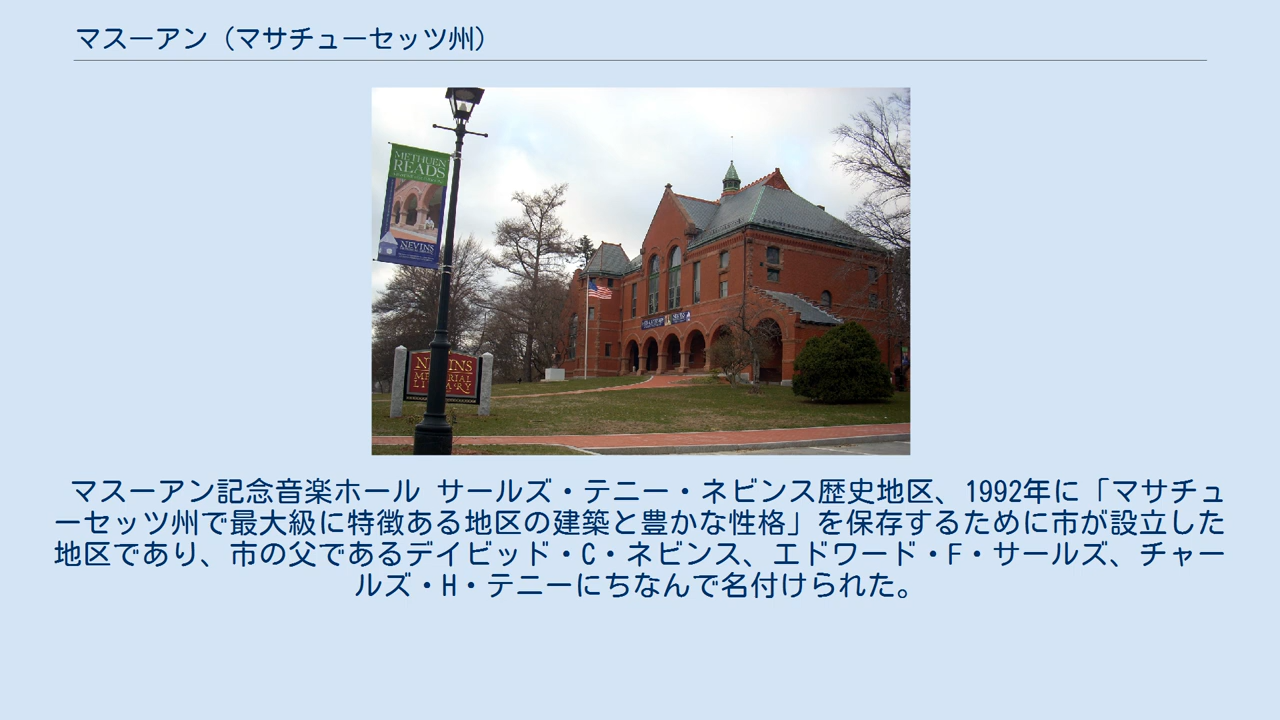 マスーアン（マサチューセッツ州）
METHUEN
READS
NEVINS
NEVINS
MEMORIAL
LIBRARY
マスーアン記念音楽ホール サールズ・テニー・ネビンス歴史地区、1992年に「マサチュ
ーセッツ州で最大級に特徴ある地区の建築と豊かな性格」を保存するために市が設立した
地区であり、市の父であるデイビッド・C・ネビンス、エドワード・F・サールズ、チャー
ルズ・H・テニーにちなんで名付けられた。